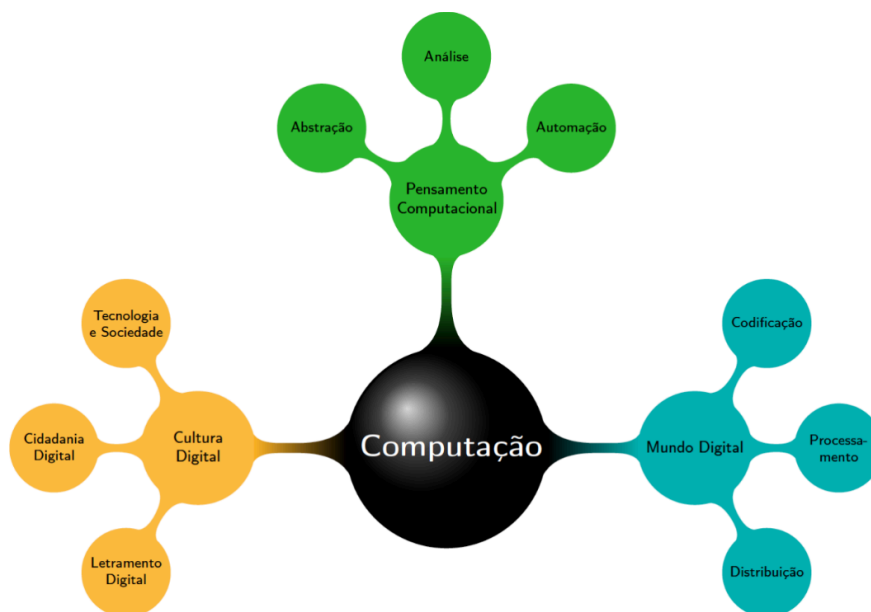 Análise
Abstração
Automação
Pensamento
Computacional
Tecnologia
e Sociedade
Cidadania
Digital
Cultura
Digital
Letramento
Digital
Computação
Codificação
Mundo Digital
Processa-
mento
Distribuição